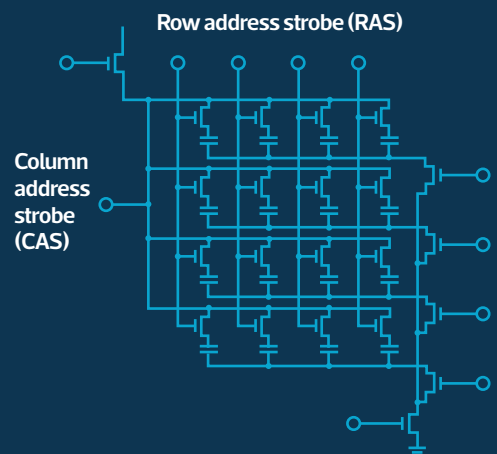 Row address strobe (RAS)
Column
address
strobe
(CAS)